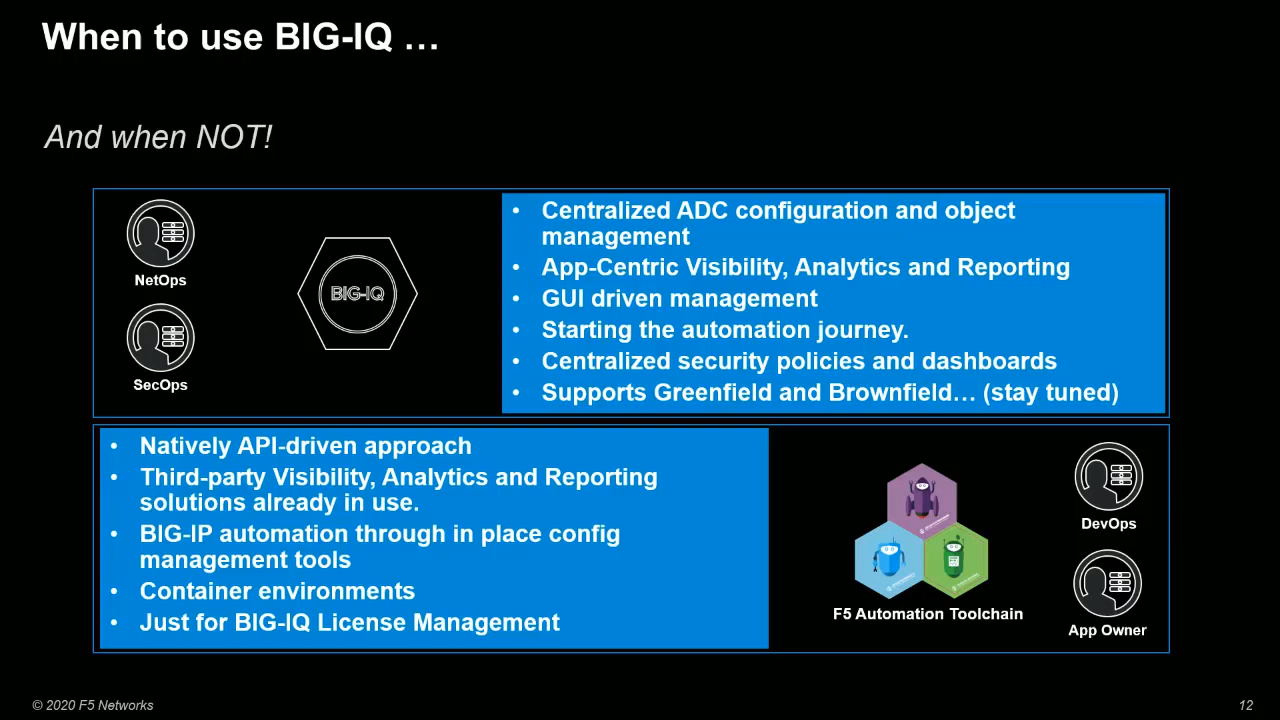 When to use BIG-IQ …
And when NOT!
NetOps
SecOps
BIG-IQ
• Centralized ADC configuration and object
management
• App-Centric Visibility, Analytics and Reporting
• GUI driven management
• Starting the automation journey.
• Centralized security policies and dashboards
• Supports Greenfield and Brownfield… (stay tuned)
• Natively API-driven approach
• Third-party Visibility, Analytics and Reporting
solutions already in use.
• BIG-IP automation through in place config
management tools
• Container environments
• Just for BIG-IQ License Management
F5 Automation Toolchain
DevOps
App Owner
© 2020 F5 Networks
12